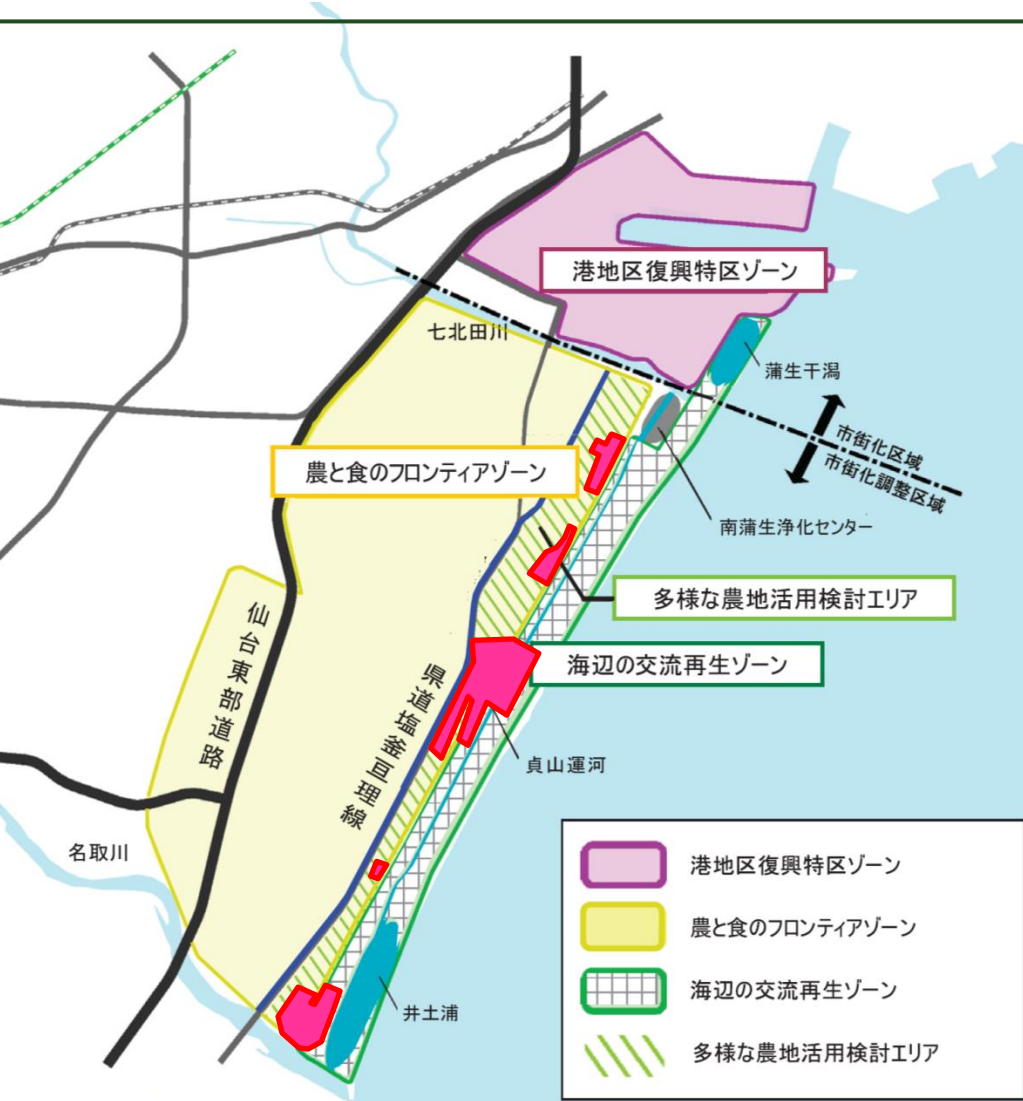 港地区復興特区ゾーン
七北田川
蒲生干潟
市街化区域
市街化調整区域
農と食のフロンティアゾーン
南蒲生浄化センター
多様な農地活用検討エリア
仙台東部道路
海辺の交流再生ゾーン
県道塩釜亘理線
貞山運河
名取川
井土浦
港地区復興特区ゾーン
農と食のフロンティアゾーン
海辺の交流再生ゾーン
多様な農地活用検討エリア